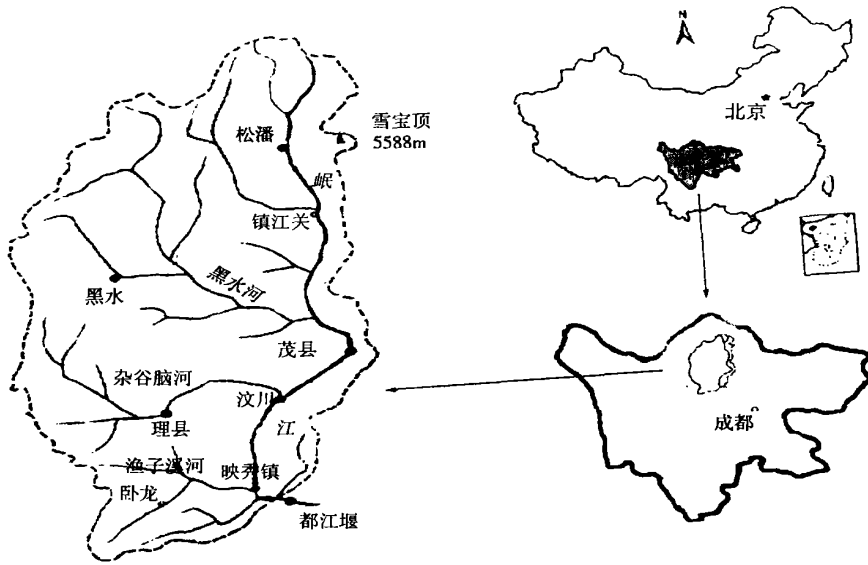 N
北京
松潘
雪宝顶
5588m
岷
镇江关
黑水河
黑水
茂县
杂谷脑河
汶川
理县
江
成都
渔子溪河
映秀镇
卧龙
都江堰